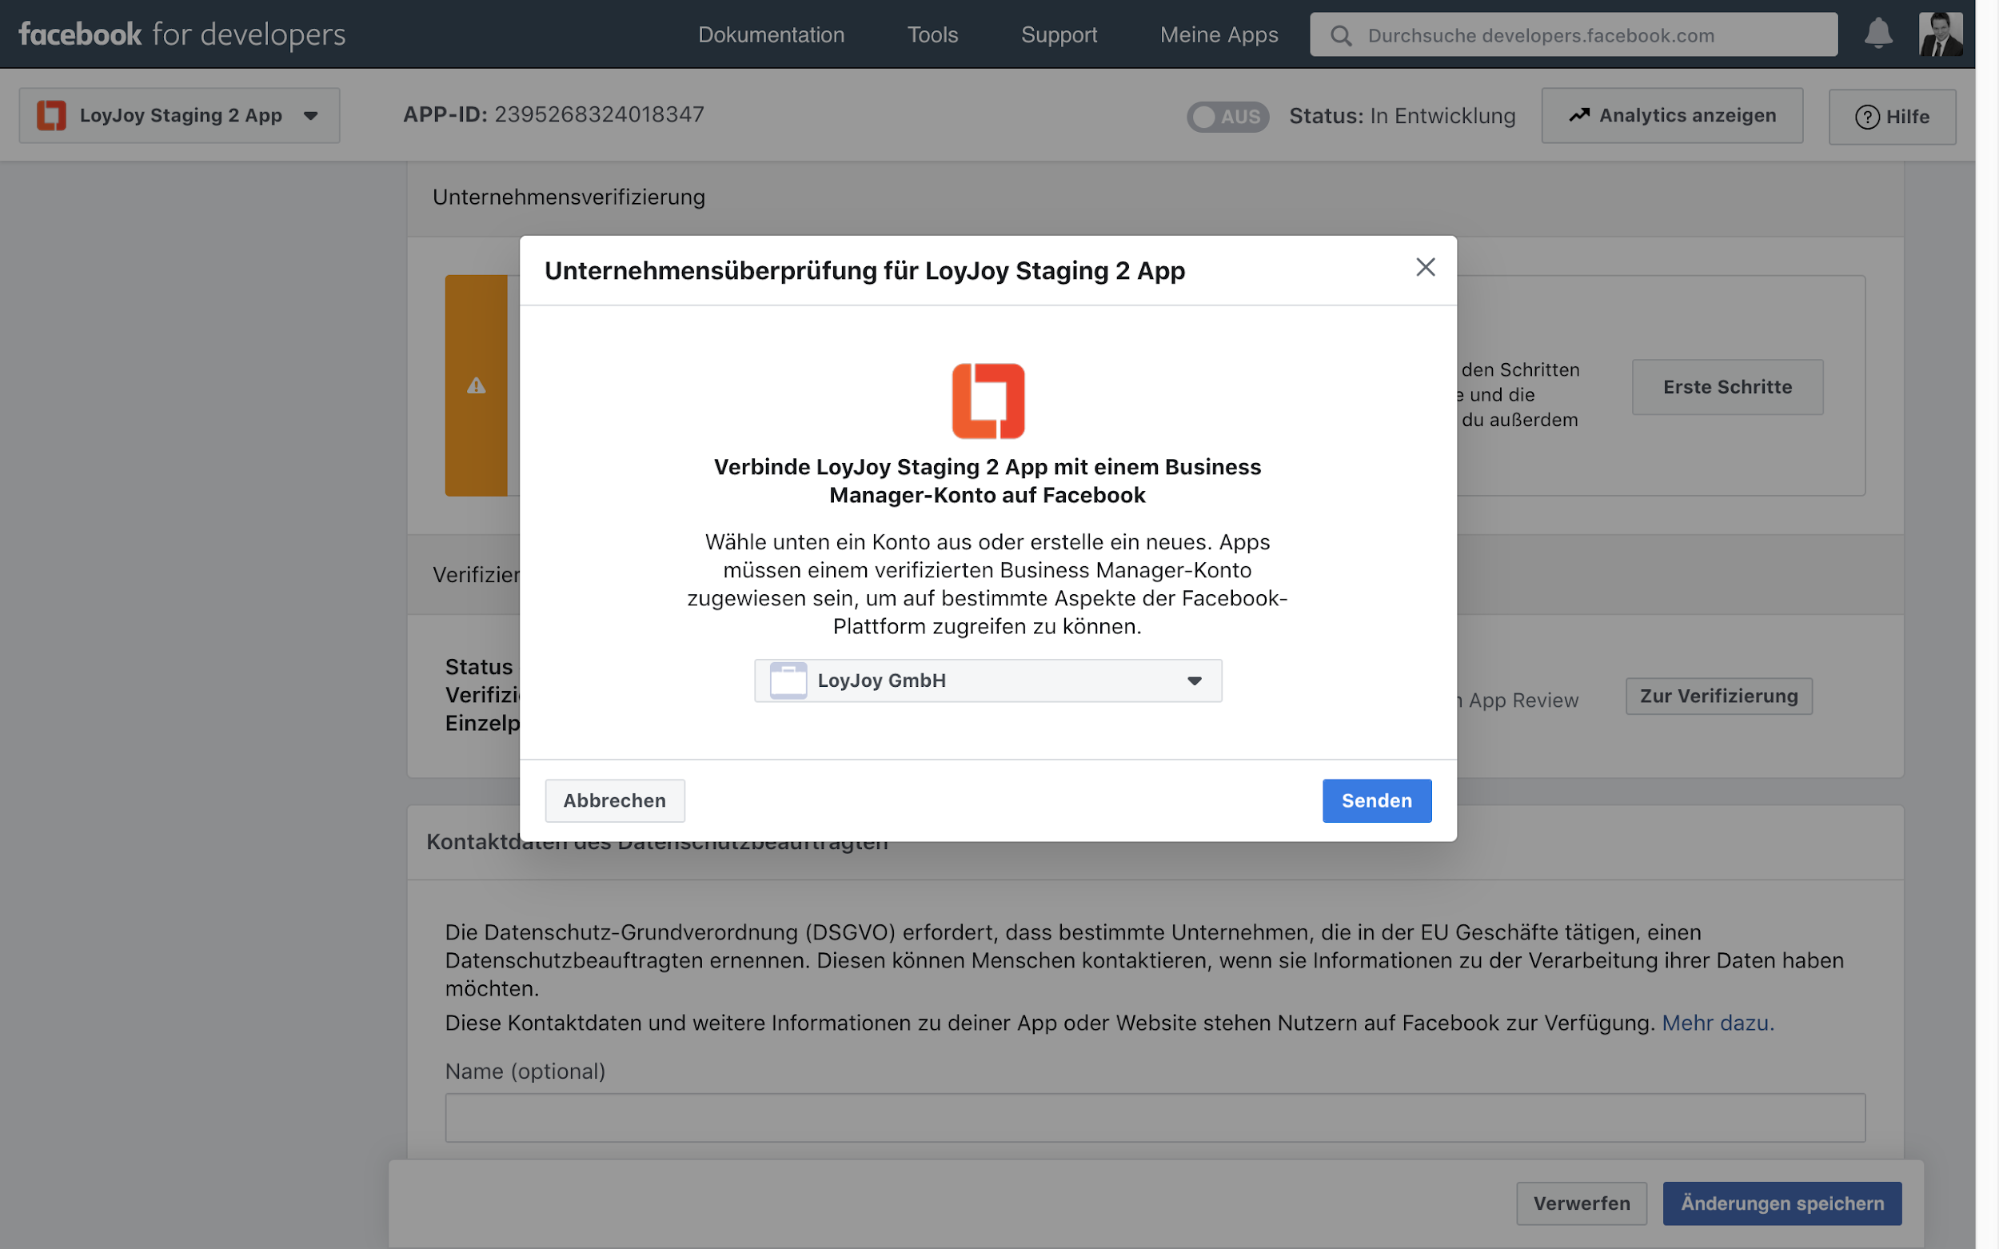 facebook for developers
Dokumentation
Tools
Support
Meine Apps
Durchsuche developers.facebook.com
LoyJoy Staging 2 App
APP-ID: 2395268324018347
AUS
Status: In Entwicklung
Analytics anzeigen
Hilfe
Unternehmensverifizierung
Unternehmensüberprüfung für LoyJoy Staging 2 App
Verbinde LoyJoy Staging 2 App mit einem Business
Manager-Konto auf Facebook
Wähle unten ein Konto aus oder erstelle ein neues. Apps
müssen einem verifizierten Business Manager-Konto
zugewiesen sein, um auf bestimmte Aspekte der Facebook-
Plattform zugreifen zu können.
LoyJoy GmbH
Abbrechen
Senden
den Schritten
und die
du außerdem
Erste Schritte
Status
App Review
Zur Verifizierung
Kontaktdaten des Datenschutzbeauftragten
Die Datenschutz-Grundverordnung (DSGVO) erfordert, dass bestimmte Unternehmen, die in der EU Geschäfte tätigen, einen
Datenschutzbeauftragten ernennen. Diesen können Menschen kontaktieren, wenn sie Informationen zu der Verarbeitung ihrer Daten haben
möchten.
Diese Kontaktdaten und weitere Informationen zu deiner App oder Website stehen Nutzern auf Facebook zur Verfügung. Mehr dazu.
Name (optional)
Verwerfen
Änderungen speichern